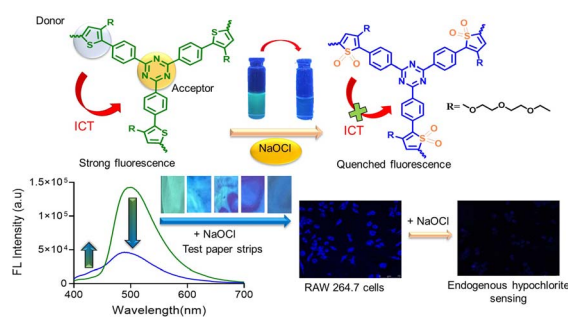 Donor
R
S
R
S
N
N
N
Acceptor
ICT
R
S
Strong fluorescence
NaOCl
R
S
O
O
R
S
O
O
N
N
N
ICT
R
S
O
O
R=
O
O
O
Quenched fluorescence
FL Intensity (a.u)
1.5×10⁵
1.0×10⁵
5×10⁴
0
400
500
600
700
Wavelength(nm)
+ NaOCl
Test paper strips
RAW 264.7 cells
+ NaOCl
Endogenous hypochlorite
sensing